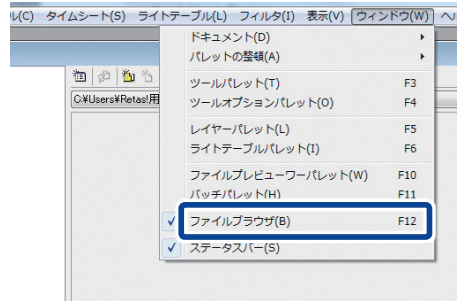 ル(C) タイムシート(S) ライトテーブル(L) フィルタ(I) 表示(V) ウィンドウ(W) ヘル
ドキュメント(D)
パレットの整頓(A)
C:¥Users¥Retas!用
ツールパレット(T) F3
ツールオプションパレット(O) F4
レイヤーパレット(L) F5
ライトテーブルパレット(I) F6
ファイルプレビューワーパレット(W) F10
バッチパレット(H) F11
ファイルブラウザ(B) F12
ステータスバー(S)